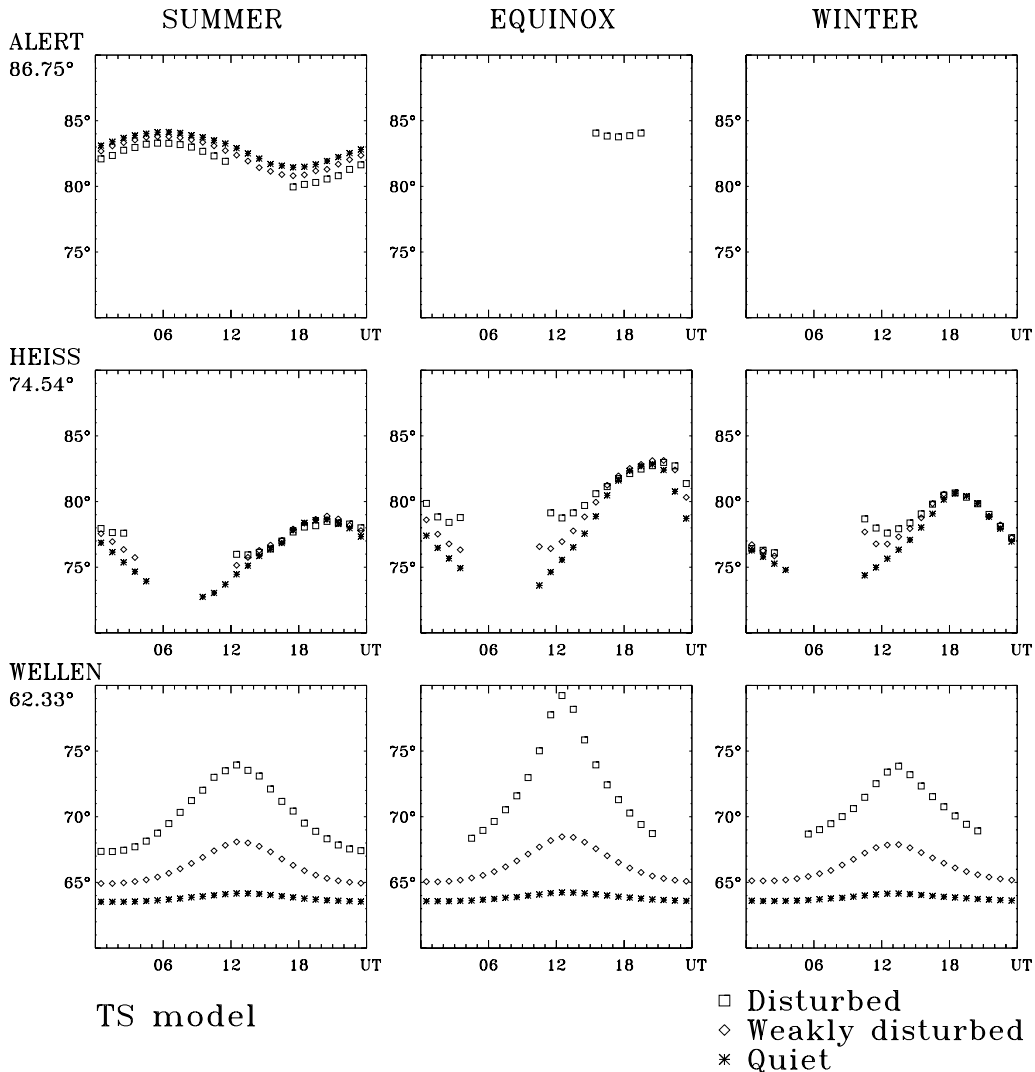 SUMMER EQUINOX WINTER
ALERT
86.75°
85° 85° 85°
80° 80° 80°
75° 75° 75°
06 12 18 UT 06 12 18 UT 06 12 18 UT
HEISS
74.54°
85° 85° 85°
80° 80° 80°
75° 75° 75°
06 12 18 UT 06 12 18 UT 06 12 18 UT
WELLEN
62.33°
75° 75° 75°
70° 70° 70°
65° 65° 65°
06 12 18 UT 06 12 18 UT 06 12 18 UT
TS model
Disturbed
Weakly disturbed
Quiet